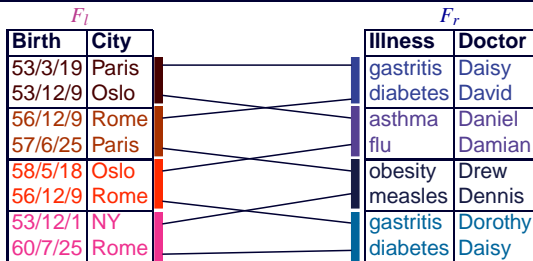 F_l F_r
Birth City Illness Doctor
53/3/19 Paris gastritis Daisy
53/12/9 Oslo diabetes David
56/12/9 Rome asthma Daniel
57/6/25 Paris flu Damian
58/5/18 Oslo obesity Drew
56/12/9 Rome measles Dennis
53/12/1 NY gastritis Dorothy
60/7/25 Rome diabetes Daisy